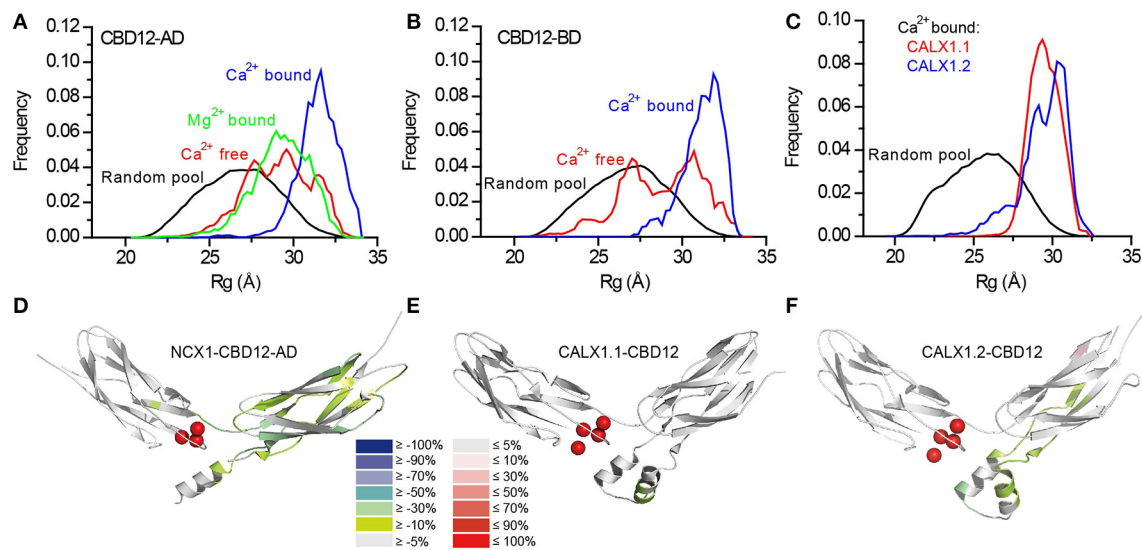 A
CBD12-AD
Ca²⁺ bound
Mg²⁺ bound
Ca²⁺ free
Random pool
Frequency
0.12
0.10
0.08
0.06
0.04
0.02
0.00
20 25 30 35
Rg (Å)
B
CBD12-BD
Ca²⁺ bound
Ca²⁺ free
Random pool
Frequency
0.12
0.10
0.08
0.06
0.04
0.02
0.00
20 25 30 35
Rg (Å)
C
Ca²⁺ bound:
CALX1.1
CALX1.2
Random pool
Frequency
0.10
0.08
0.06
0.04
0.02
0.00
20 25 30 35
Rg (Å)
D
NCX1-CBD12-AD
E
CALX1.1-CBD12
F
CALX1.2-CBD12
≥ -100% ≤ 5%
≥ -90% ≤ 10%
≥ -70% ≤ 30%
≥ -50% ≤ 50%
≥ -30% ≤ 70%
≥ -10% ≤ 90%
≥ -5% ≤ 100%